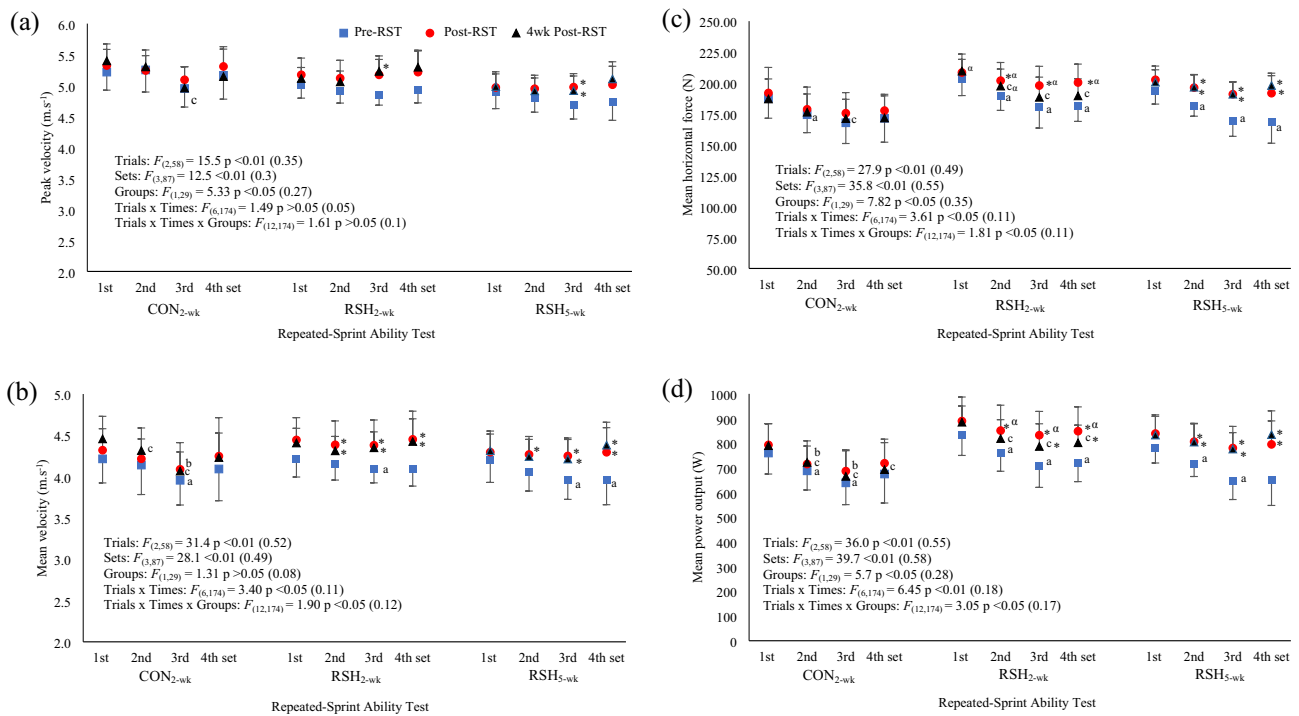 (a)
Pre-RST Post-RST 4wk Post-RST
6.0
5.5
5.0
4.5
4.0
3.5
3.0
2.5
2.0
Peak velocity (m.s⁻¹)
* * * c
Trials: F(2,58) = 15.5 p <0.01 (0.35)
Sets: F(3,87) = 12.5 <0.01 (0.3)
Groups: F(1,29) = 5.33 p <0.05 (0.27)
Trials x Times: F(6,174) = 1.49 p >0.05 (0.05)
Trials x Times x Groups: F(12,174) = 1.61 p >0.05 (0.1)
1st 2nd 3rd 4th set 1st 2nd 3rd 4th set 1st 2nd 3rd 4th set
CON2-wk RSH2-wk RSH5-wk
Repeated-Sprint Ability Test
(b)
5.0
4.5
4.0
3.5
3.0
2.5
2.0
Mean velocity (m.s⁻¹)
c b c a * * * * a * * * * * a * * a
Trials: F(2,58) = 31.4 p <0.01 (0.52)
Sets: F(3,87) = 28.1 <0.01 (0.49)
Groups: F(1,29) = 1.31 p >0.05 (0.08)
Trials x Times: F(6,174) = 3.40 p <0.05 (0.11)
Trials x Times x Groups: F(12,174) = 1.90 p <0.05 (0.12)
1st 2nd 3rd 4th set 1st 2nd 3rd 4th set 1st 2nd 3rd 4th set
CON2-wk RSH2-wk RSH5-wk
Repeated-Sprint Ability Test
(c)
250.00
225.00
200.00
175.00
150.00
125.00
100.00
75.00
50.00
Mean horizontal force (N)
a c α *α cα a *α c a *α c a * * a * * a * * a
Trials: F(2,58) = 27.9 p <0.01 (0.49)
Sets: F(3,87) = 35.8 <0.01 (0.55)
Groups: F(1,29) = 7.82 p <0.05 (0.35)
Trials x Times: F(6,174) = 3.61 p <0.05 (0.11)
Trials x Times x Groups: F(12,174) = 1.81 p <0.05 (0.11)
1st 2nd 3rd 4th set 1st 2nd 3rd 4th set 1st 2nd 3rd 4th set
CON2-wk RSH2-wk RSH5-wk
Repeated-Sprint Ability Test
(d)
1000
900
800
700
600
500
400
300
200
100
0
Mean power output (W)
b c a b c a c * α c a * α c * a * α c * a * * a * * a * *
Trials: F(2,58) = 36.0 p <0.01 (0.55)
Sets: F(3,87) = 39.7 <0.01 (0.58)
Groups: F(1,29) = 5.7 p <0.05 (0.28)
Trials x Times: F(6,174) = 6.45 p <0.01 (0.18)
Trials x Times x Groups: F(12,174) = 3.05 p <0.05 (0.17)
1st 2nd 3rd 4th set 1st 2nd 3rd 4th set 1st 2nd 3rd 4th set
CON2-wk RSH2-wk RSH5-wk
Repeated-Sprint Ability Test